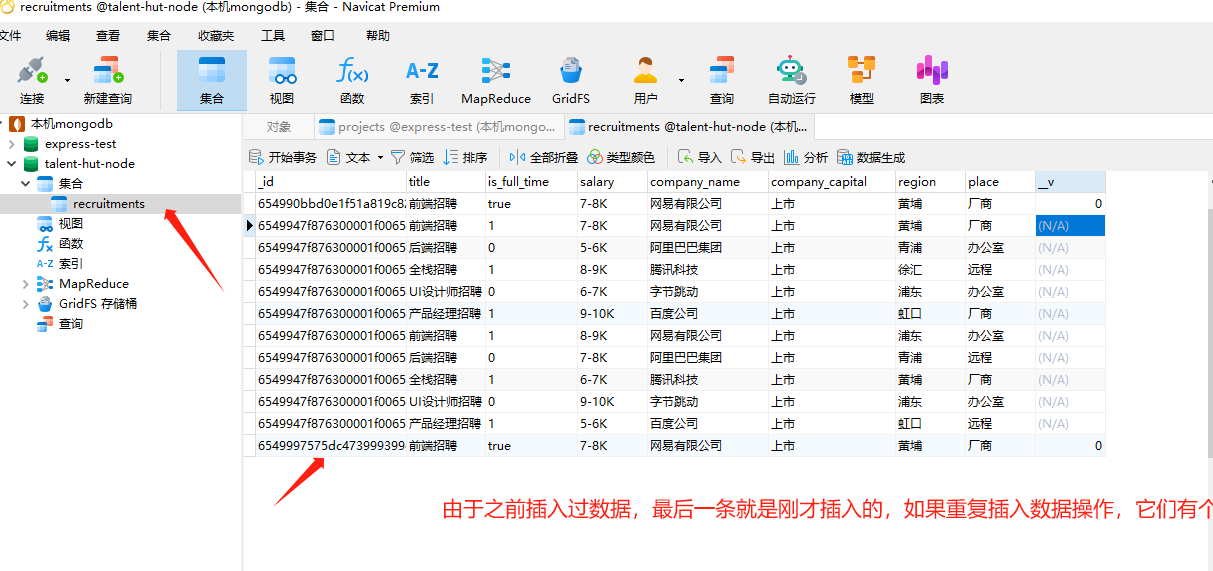 recruitments @talent-hut-node (本机mongodb) - 集合 - Navicat Premium
文件 编辑 查看 集合 收藏夹 工具 窗口 帮助
f(x) A-Z
连接 新建查询 集合 视图 函数 索引 MapReduce GridFS 用户 查询 自动运行 模型 图表
本机mongodb
express-test
talent-hut-node
集合
recruitments
视图
函数
A-Z 索引
MapReduce
GridFS 存储桶
查询
对象 projects @express-test (本机mongo... recruitments @talent-hut-node (本机...
开始事务 文本 筛选 排序 全部折叠 类型颜色 导入 导出 分析 数据生成
_id title is_full_time salary company_name company_capital region place __v
654990bbd0e1f51a819c82 前端招聘 true 7-8K 网易有限公司 上市 黄埔 厂商 0
6549947f876300001f0065 前端招聘 1 7-8K 网易有限公司 上市 黄埔 厂商 (N/A)
6549947f876300001f0065 后端招聘 0 5-6K 阿里巴巴集团 上市 青浦 办公室 (N/A)
6549947f876300001f0065 全栈招聘 1 8-9K 腾讯科技 上市 徐汇 远程 (N/A)
6549947f876300001f0065 UI设计师招聘 0 6-7K 字节跳动 上市 浦东 办公室 (N/A)
6549947f876300001f0065 产品经理招聘 1 9-10K 百度公司 上市 虹口 厂商 (N/A)
6549947f876300001f0065 前端招聘 1 8-9K 网易有限公司 上市 浦东 办公室 (N/A)
6549947f876300001f0065 后端招聘 0 7-8K 阿里巴巴集团 上市 青浦 远程 (N/A)
6549947f876300001f0065 全栈招聘 1 6-7K 腾讯科技 上市 黄埔 厂商 (N/A)
6549947f876300001f0065 UI设计师招聘 0 9-10K 字节跳动 上市 浦东 办公室 (N/A)
6549947f876300001f0065 产品经理招聘 1 5-6K 百度公司 上市 虹口 远程 (N/A)
6549997575dc473999399 前端招聘 true 7-8K 网易有限公司 上市 黄埔 厂商 0
由于之前插入过数据，最后一条就是刚才插入的，如果重复插入数据操作，它们有个